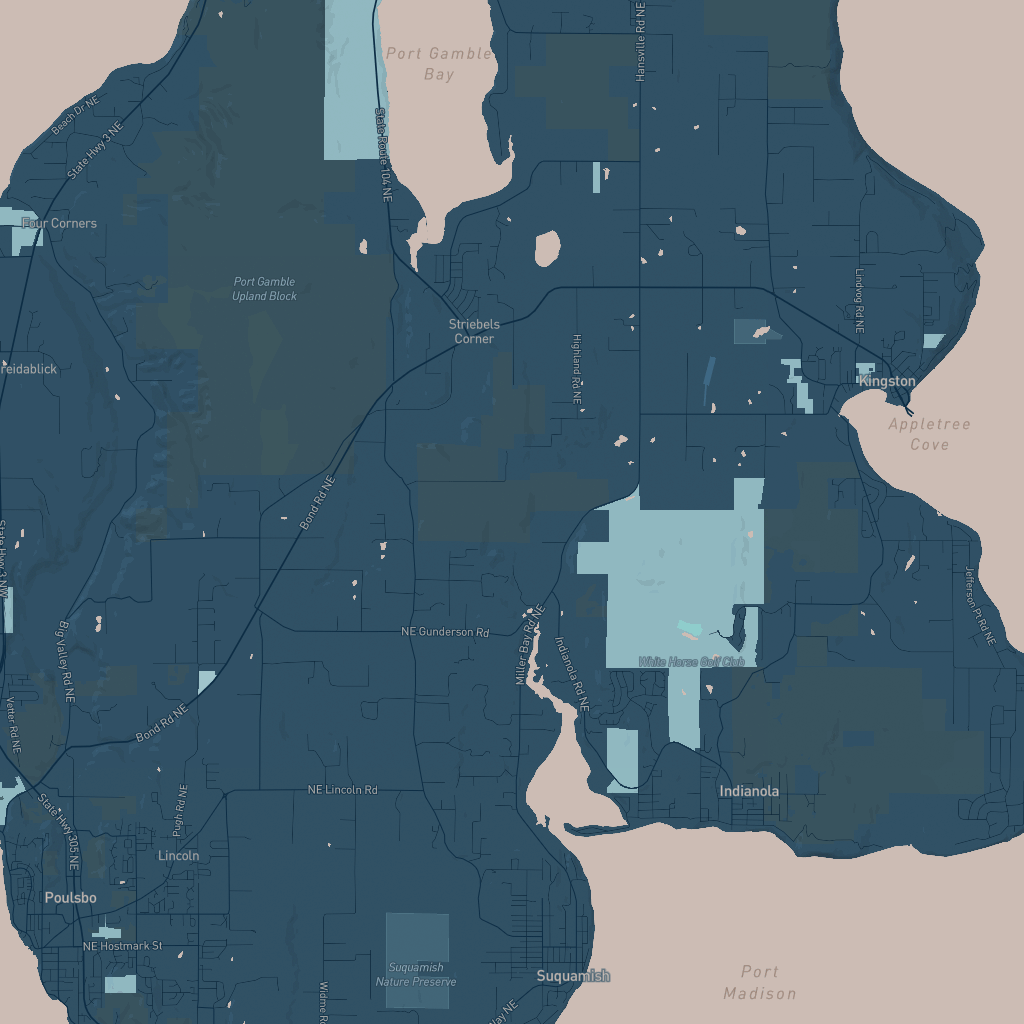 Port Gamble
Bay
Hansville Rd NE
Beach Dr NE
State Hwy 3 NE
State Route 104 NE
Four Corners
Port Gamble
Upland Block
Lindvog Rd NE
Striebels
Corner
Highland Rd NE
reidablick
Kingston
Appletree
Cove
Bond Rd NE
State Hwy 3 NW
Jefferson Pt Rd NE
NE Gunderson Rd
Miller Bay Rd NE
Indianola Rd NE
Big Valley Rd NE
White Horse Golf Club
Vetter Rd NE
Bond Rd NE
NE Lincoln Rd
Indianola
Pugh Rd NE
State Hwy 305 NE
Lincoln
Poulsbo
NE Hostmark St
Suquamish
Nature Preserve
Suquamish
Port
Madison
Widme Rd
Way NE